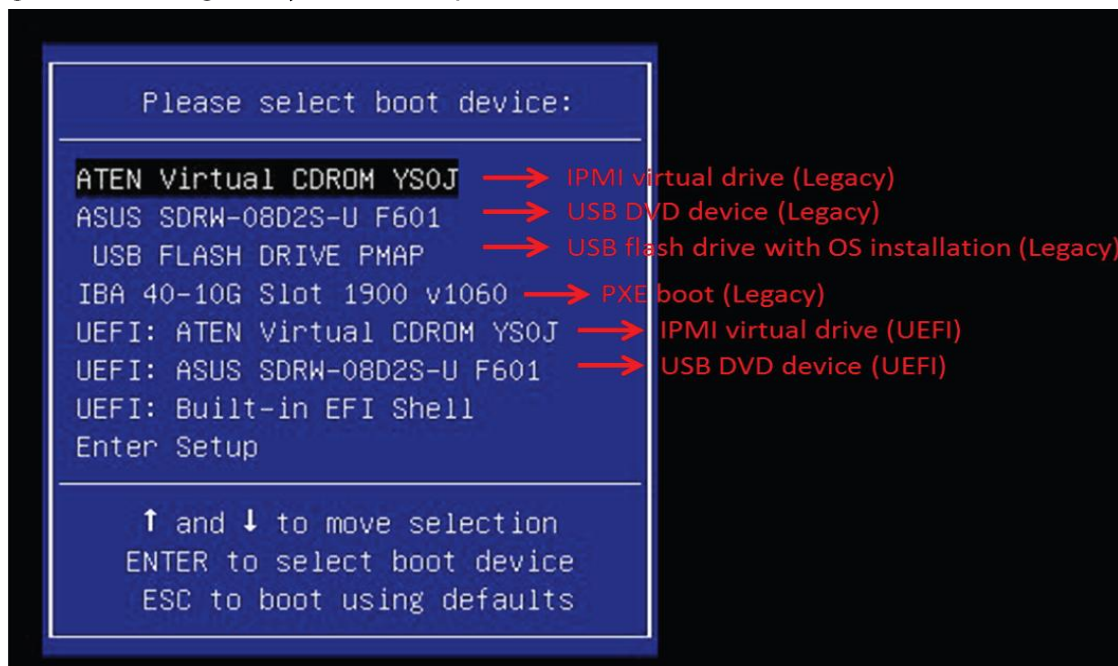 Please select boot device:
ATEN Virtual CDROM YS0J → IPMI virtual drive (Legacy)
ASUS SDRW-08D2S-U F601 → USB DVD device (Legacy)
USB FLASH DRIVE PMAP → USB flash drive with OS installation (Legacy)
IBA 40-10G Slot 1900 v1060 → PXE boot (Legacy)
UEFI: ATEN Virtual CDROM YS0J → IPMI virtual drive (UEFI)
UEFI: ASUS SDRW-08D2S-U F601 → USB DVD device (UEFI)
UEFI: Built-in EFI Shell
Enter Setup
↑ and ↓ to move selection
ENTER to select boot device
ESC to boot using defaults